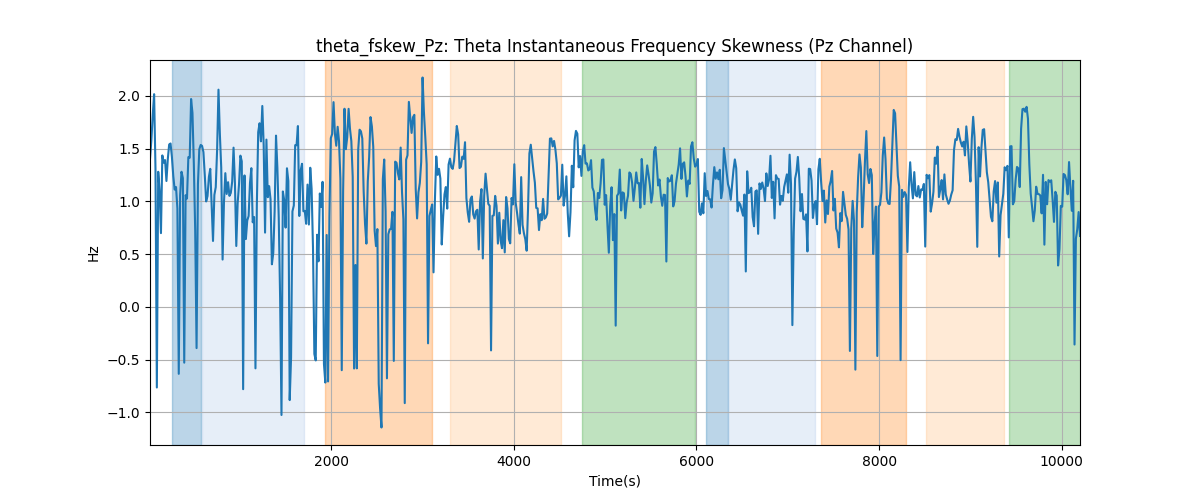 theta_fskew_Pz: Theta Instantaneous Frequency Skewness (Pz Channel)
2.0
1.5
1.0
0.5
0.0
−0.5
−1.0
Hz
2000 4000 6000 8000 10000
Time(s)